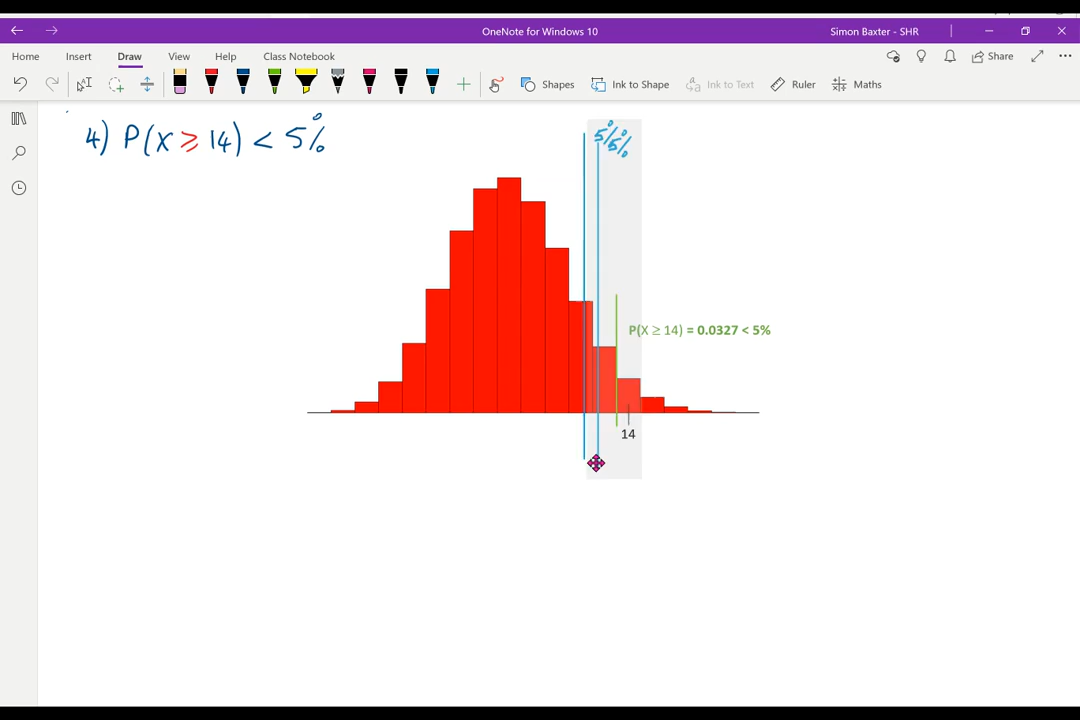 OneNote for Windows 10
Simon Baxter - SHR
Home Insert Draw View Help Class Notebook
Share
Shapes Ink to Shape Ink to Text Ruler Maths
4) P(X ≥ 14) < 5%
5%
5%
P(X ≥ 14) = 0.0327 < 5%
14